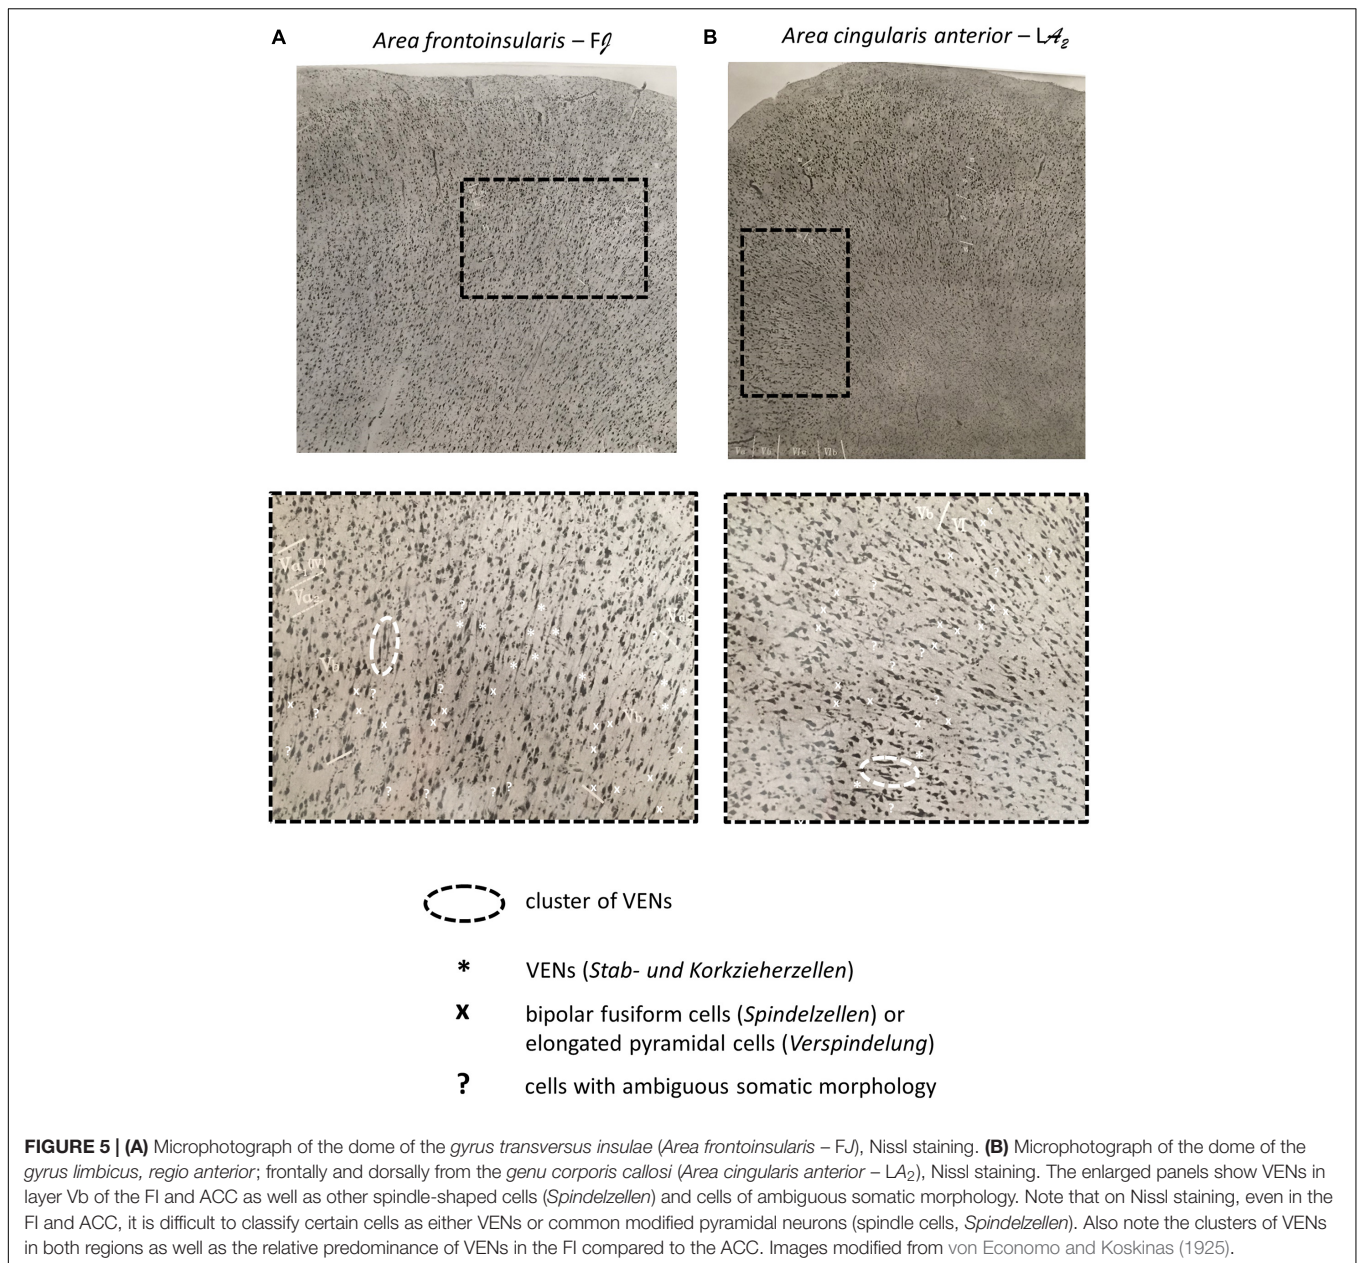 A
Area frontoinsularis – FJ
B
Area cingularis anterior – LA₂
Va Vb VIa VIb
Vb VI
Vb
Vb
cluster of VENs
* VENs (Stab- und Korkzieherzellen)
x bipolar fusiform cells (Spindelzellen) or
elongated pyramidal cells (Verspindelung)
? cells with ambiguous somatic morphology
FIGURE 5 | (A) Microphotograph of the dome of the gyrus transversus insulae (Area frontoinsularis – FJ), Nissl staining. (B) Microphotograph of the dome of the
gyrus limbicus, regio anterior; frontally and dorsally from the genu corporis callosi (Area cingularis anterior – LA₂), Nissl staining. The enlarged panels show VENs in
layer Vb of the FI and ACC as well as other spindle-shaped cells (Spindelzellen) and cells of ambiguous somatic morphology. Note that on Nissl staining, even in the
FI and ACC, it is difficult to classify certain cells as either VENs or common modified pyramidal neurons (spindle cells, Spindelzellen). Also note the clusters of VENs
in both regions as well as the relative predominance of VENs in the FI compared to the ACC. Images modified from von Economo and Koskinas (1925).